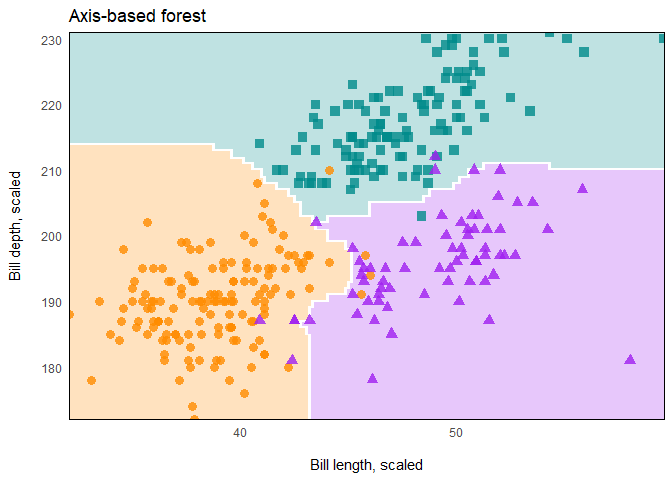 Axis-based forest
230
220
210
200
190
180
Bill depth, scaled
40
50
Bill length, scaled